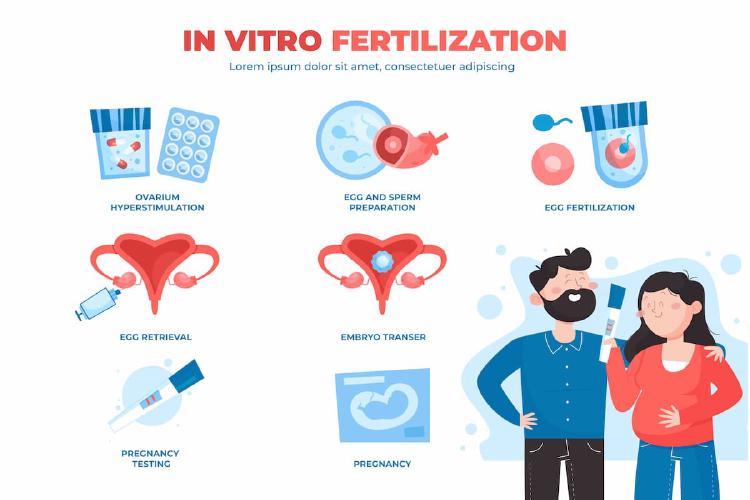 IN VITRO FERTILIZATION
Lorem ipsum dolor sit amet, consectetuer adipiscing
OVARIUM
HYPERSTIMULATION
EGG AND SPERM
PREPARATION
EGG FERTILIZATION
EGG RETRIEVAL
EMBRYO TRANSER
PREGNANCY
TESTING
PREGNANCY